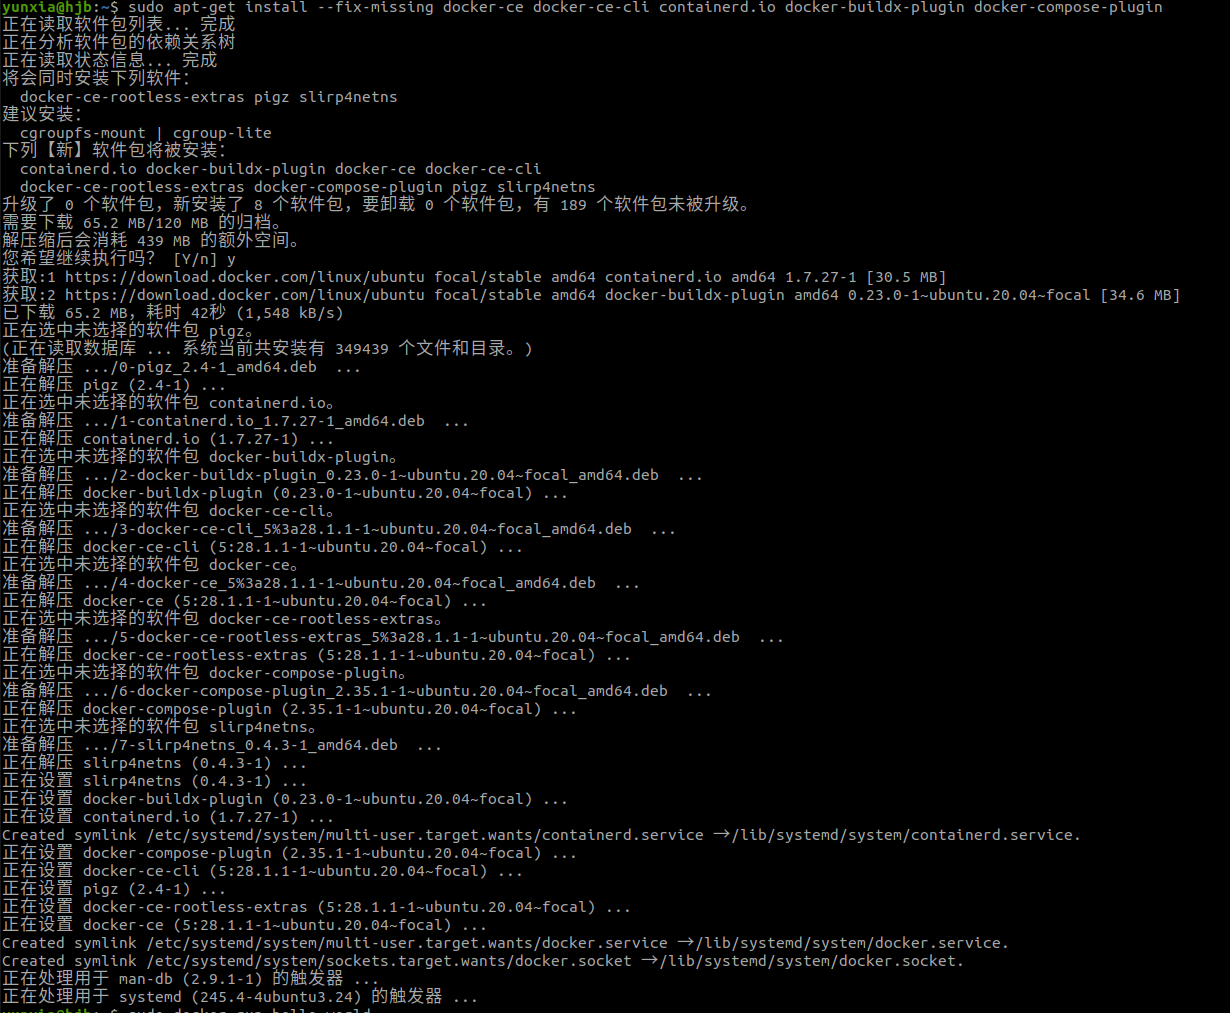 yunxia@hjb:~$ sudo apt-get install --fix-missing docker-ce docker-ce-cli containerd.io docker-buildx-plugin docker-compose-plugin
正在读取软件包列表... 完成
正在分析软件包的依赖关系树
正在读取状态信息... 完成
将会同时安装下列软件：
  docker-ce-rootless-extras pigz slirp4netns
建议安装：
  cgroupfs-mount | cgroup-lite
下列【新】软件包将被安装：
  containerd.io docker-buildx-plugin docker-ce docker-ce-cli
  docker-ce-rootless-extras docker-compose-plugin pigz slirp4netns
升级了 0 个软件包，新安装了 8 个软件包，要卸载 0 个软件包，有 189 个软件包未被升级。
需要下载 65.2 MB/120 MB 的归档。
解压缩后会消耗 439 MB 的额外空间。
您希望继续执行吗？ [Y/n] y
获取:1 https://download.docker.com/linux/ubuntu focal/stable amd64 containerd.io amd64 1.7.27-1 [30.5 MB]
获取:2 https://download.docker.com/linux/ubuntu focal/stable amd64 docker-buildx-plugin amd64 0.23.0-1~ubuntu.20.04~focal [34.6 MB]
已下载 65.2 MB，耗时 42秒 (1,548 kB/s)
正在选中未选择的软件包 pigz。
(正在读取数据库 ... 系统当前共安装有 349439 个文件和目录。)
准备解压 .../0-pigz_2.4-1_amd64.deb  ...
正在解压 pigz (2.4-1) ...
正在选中未选择的软件包 containerd.io。
准备解压 .../1-containerd.io_1.7.27-1_amd64.deb  ...
正在解压 containerd.io (1.7.27-1) ...
正在选中未选择的软件包 docker-buildx-plugin。
准备解压 .../2-docker-buildx-plugin_0.23.0-1~ubuntu.20.04~focal_amd64.deb  ...
正在解压 docker-buildx-plugin (0.23.0-1~ubuntu.20.04~focal) ...
正在选中未选择的软件包 docker-ce-cli。
准备解压 .../3-docker-ce-cli_5%3a28.1.1-1~ubuntu.20.04~focal_amd64.deb  ...
正在解压 docker-ce-cli (5:28.1.1-1~ubuntu.20.04~focal) ...
正在选中未选择的软件包 docker-ce。
准备解压 .../4-docker-ce_5%3a28.1.1-1~ubuntu.20.04~focal_amd64.deb  ...
正在解压 docker-ce (5:28.1.1-1~ubuntu.20.04~focal) ...
正在选中未选择的软件包 docker-ce-rootless-extras。
准备解压 .../5-docker-ce-rootless-extras_5%3a28.1.1-1~ubuntu.20.04~focal_amd64.deb  ...
正在解压 docker-ce-rootless-extras (5:28.1.1-1~ubuntu.20.04~focal) ...
正在选中未选择的软件包 docker-compose-plugin。
准备解压 .../6-docker-compose-plugin_2.35.1-1~ubuntu.20.04~focal_amd64.deb  ...
正在解压 docker-compose-plugin (2.35.1-1~ubuntu.20.04~focal) ...
正在选中未选择的软件包 slirp4netns。
准备解压 .../7-slirp4netns_0.4.3-1_amd64.deb  ...
正在解压 slirp4netns (0.4.3-1) ...
正在设置 slirp4netns (0.4.3-1) ...
正在设置 docker-buildx-plugin (0.23.0-1~ubuntu.20.04~focal) ...
正在设置 containerd.io (1.7.27-1) ...
Created symlink /etc/systemd/system/multi-user.target.wants/containerd.service →/lib/systemd/system/containerd.service.
正在设置 docker-compose-plugin (2.35.1-1~ubuntu.20.04~focal) ...
正在设置 docker-ce-cli (5:28.1.1-1~ubuntu.20.04~focal) ...
正在设置 pigz (2.4-1) ...
正在设置 docker-ce-rootless-extras (5:28.1.1-1~ubuntu.20.04~focal) ...
正在设置 docker-ce (5:28.1.1-1~ubuntu.20.04~focal) ...
Created symlink /etc/systemd/system/multi-user.target.wants/docker.service →/lib/systemd/system/docker.service.
Created symlink /etc/systemd/system/sockets.target.wants/docker.socket →/lib/systemd/system/docker.socket.
正在处理用于 man-db (2.9.1-1) 的触发器 ...
正在处理用于 systemd (245.4-4ubuntu3.24) 的触发器 ...